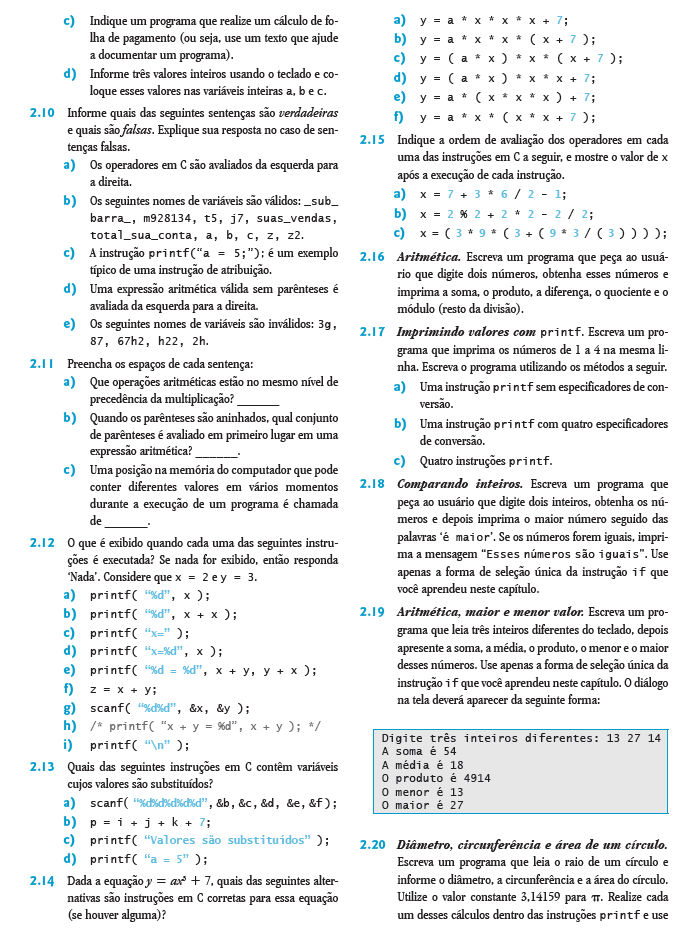 c) Indique um programa que realize um cálculo de fo-
lha de pagamento (ou seja, use um texto que ajude
a documentar um programa).
d) Informe três valores inteiros usando o teclado e co-
loque esses valores nas variáveis inteiras a, b e c.
2.10 Informe quais das seguintes sentenças são verdadeiras
e quais são falsas. Explique sua resposta no caso de sen-
tenças falsas.
a) Os operadores em C são avaliados da esquerda para
a direita.
b) Os seguintes nomes de variáveis são válidos: _sub_
barra_, m928134, t5, j7, suas_vendas,
total_sua_conta, a, b, c, z, z2.
c) A instrução printf(“a = 5;”); é um exemplo
típico de uma instrução de atribuição.
d) Uma expressão aritmética válida sem parênteses é
avaliada da esquerda para a direita.
e) Os seguintes nomes de variáveis são inválidos: 3g,
87, 67h2, h22, 2h.
2.11 Preencha os espaços de cada sentença:
a) Que operações aritméticas estão no mesmo nível de
precedência da multiplicação? _______
b) Quando os parênteses são aninhados, qual conjunto
de parênteses é avaliado em primeiro lugar em uma
expressão aritmética? _______.
c) Uma posição na memória do computador que pode
conter diferentes valores em vários momentos
durante a execução de um programa é chamada
de _______.
2.12 O que é exibido quando cada uma das seguintes instru-
ções é executada? Se nada for exibido, então responda
‘Nada’. Considere que x = 2 e y = 3.
a) printf( “%d”, x );
b) printf( “%d”, x + x );
c) printf( “x=” );
d) printf( “x=%d”, x );
e) printf( “%d = %d”, x + y, y + x );
f) z = x + y;
g) scanf( “%d%d”, &x, &y );
h) /* printf( “x + y = %d”, x + y ); */
i) printf( “\n” );
2.13 Quais das seguintes instruções em C contêm variáveis
cujos valores são substituídos?
a) scanf( “%d%d%d%d%d”, &b, &c, &d, &e, &f );
b) p = i + j + k + 7;
c) printf( “Valores são substituídos” );
d) printf( “a = 5” );
2.14 Dada a equação y = ax³ + 7, quais das seguintes alter-
nativas são instruções em C corretas para essa equação
(se houver alguma)?
a) y = a * x * x * x + 7;
b) y = a * x * x * ( x + 7 );
c) y = ( a * x ) * x * ( x + 7 );
d) y = ( a * x ) * x * x + 7;
e) y = a * ( x * x * x ) + 7;
f) y = a * x * ( x * x + 7 );
2.15 Indique a ordem de avaliação dos operadores em cada
uma das instruções em C a seguir, e mostre o valor de x
após a execução de cada instrução.
a) x = 7 + 3 * 6 / 2 - 1;
b) x = 2 % 2 + 2 * 2 - 2 / 2;
c) x = ( 3 * 9 * ( 3 + ( 9 * 3 / ( 3 ) ) ) );
2.16 Aritmética. Escreva um programa que peça ao usuá-
rio que digite dois números, obtenha esses números e
imprima a soma, o produto, a diferença, o quociente e o
módulo (resto da divisão).
2.17 Imprimindo valores com printf. Escreva um pro-
grama que imprima os números de 1 a 4 na mesma li-
nha. Escreva o programa utilizando os métodos a seguir.
a) Uma instrução printf sem especificadores de con-
versão.
b) Uma instrução printf com quatro especificadores
de conversão.
c) Quatro instruções printf.
2.18 Comparando inteiros. Escreva um programa que
peça ao usuário que digite dois inteiros, obtenha os nú-
meros e depois imprima o maior número seguido das
palavras ‘é maior’. Se os números forem iguais, impri-
ma a mensagem “Esses números são iguais”. Use
apenas a forma de seleção única da instrução if que
você aprendeu neste capítulo.
2.19 Aritmética, maior e menor valor. Escreva um pro-
grama que leia três inteiros diferentes do teclado, depois
apresente a soma, a média, o produto, o menor e o maior
desses números. Use apenas a forma de seleção única da
instrução if que você aprendeu neste capítulo. O diálogo
na tela deverá aparecer da seguinte forma:
Digite três inteiros diferentes: 13 27 14
A soma é 54
A média é 18
O produto é 4914
O menor é 13
O maior é 27
2.20 Diâmetro, circunferência e área de um círculo.
Escreva um programa que leia o raio de um círculo e
informe o diâmetro, a circunferência e a área do círculo.
Utilize o valor constante 3,14159 para π. Realize cada
um desses cálculos dentro das instruções printf e use